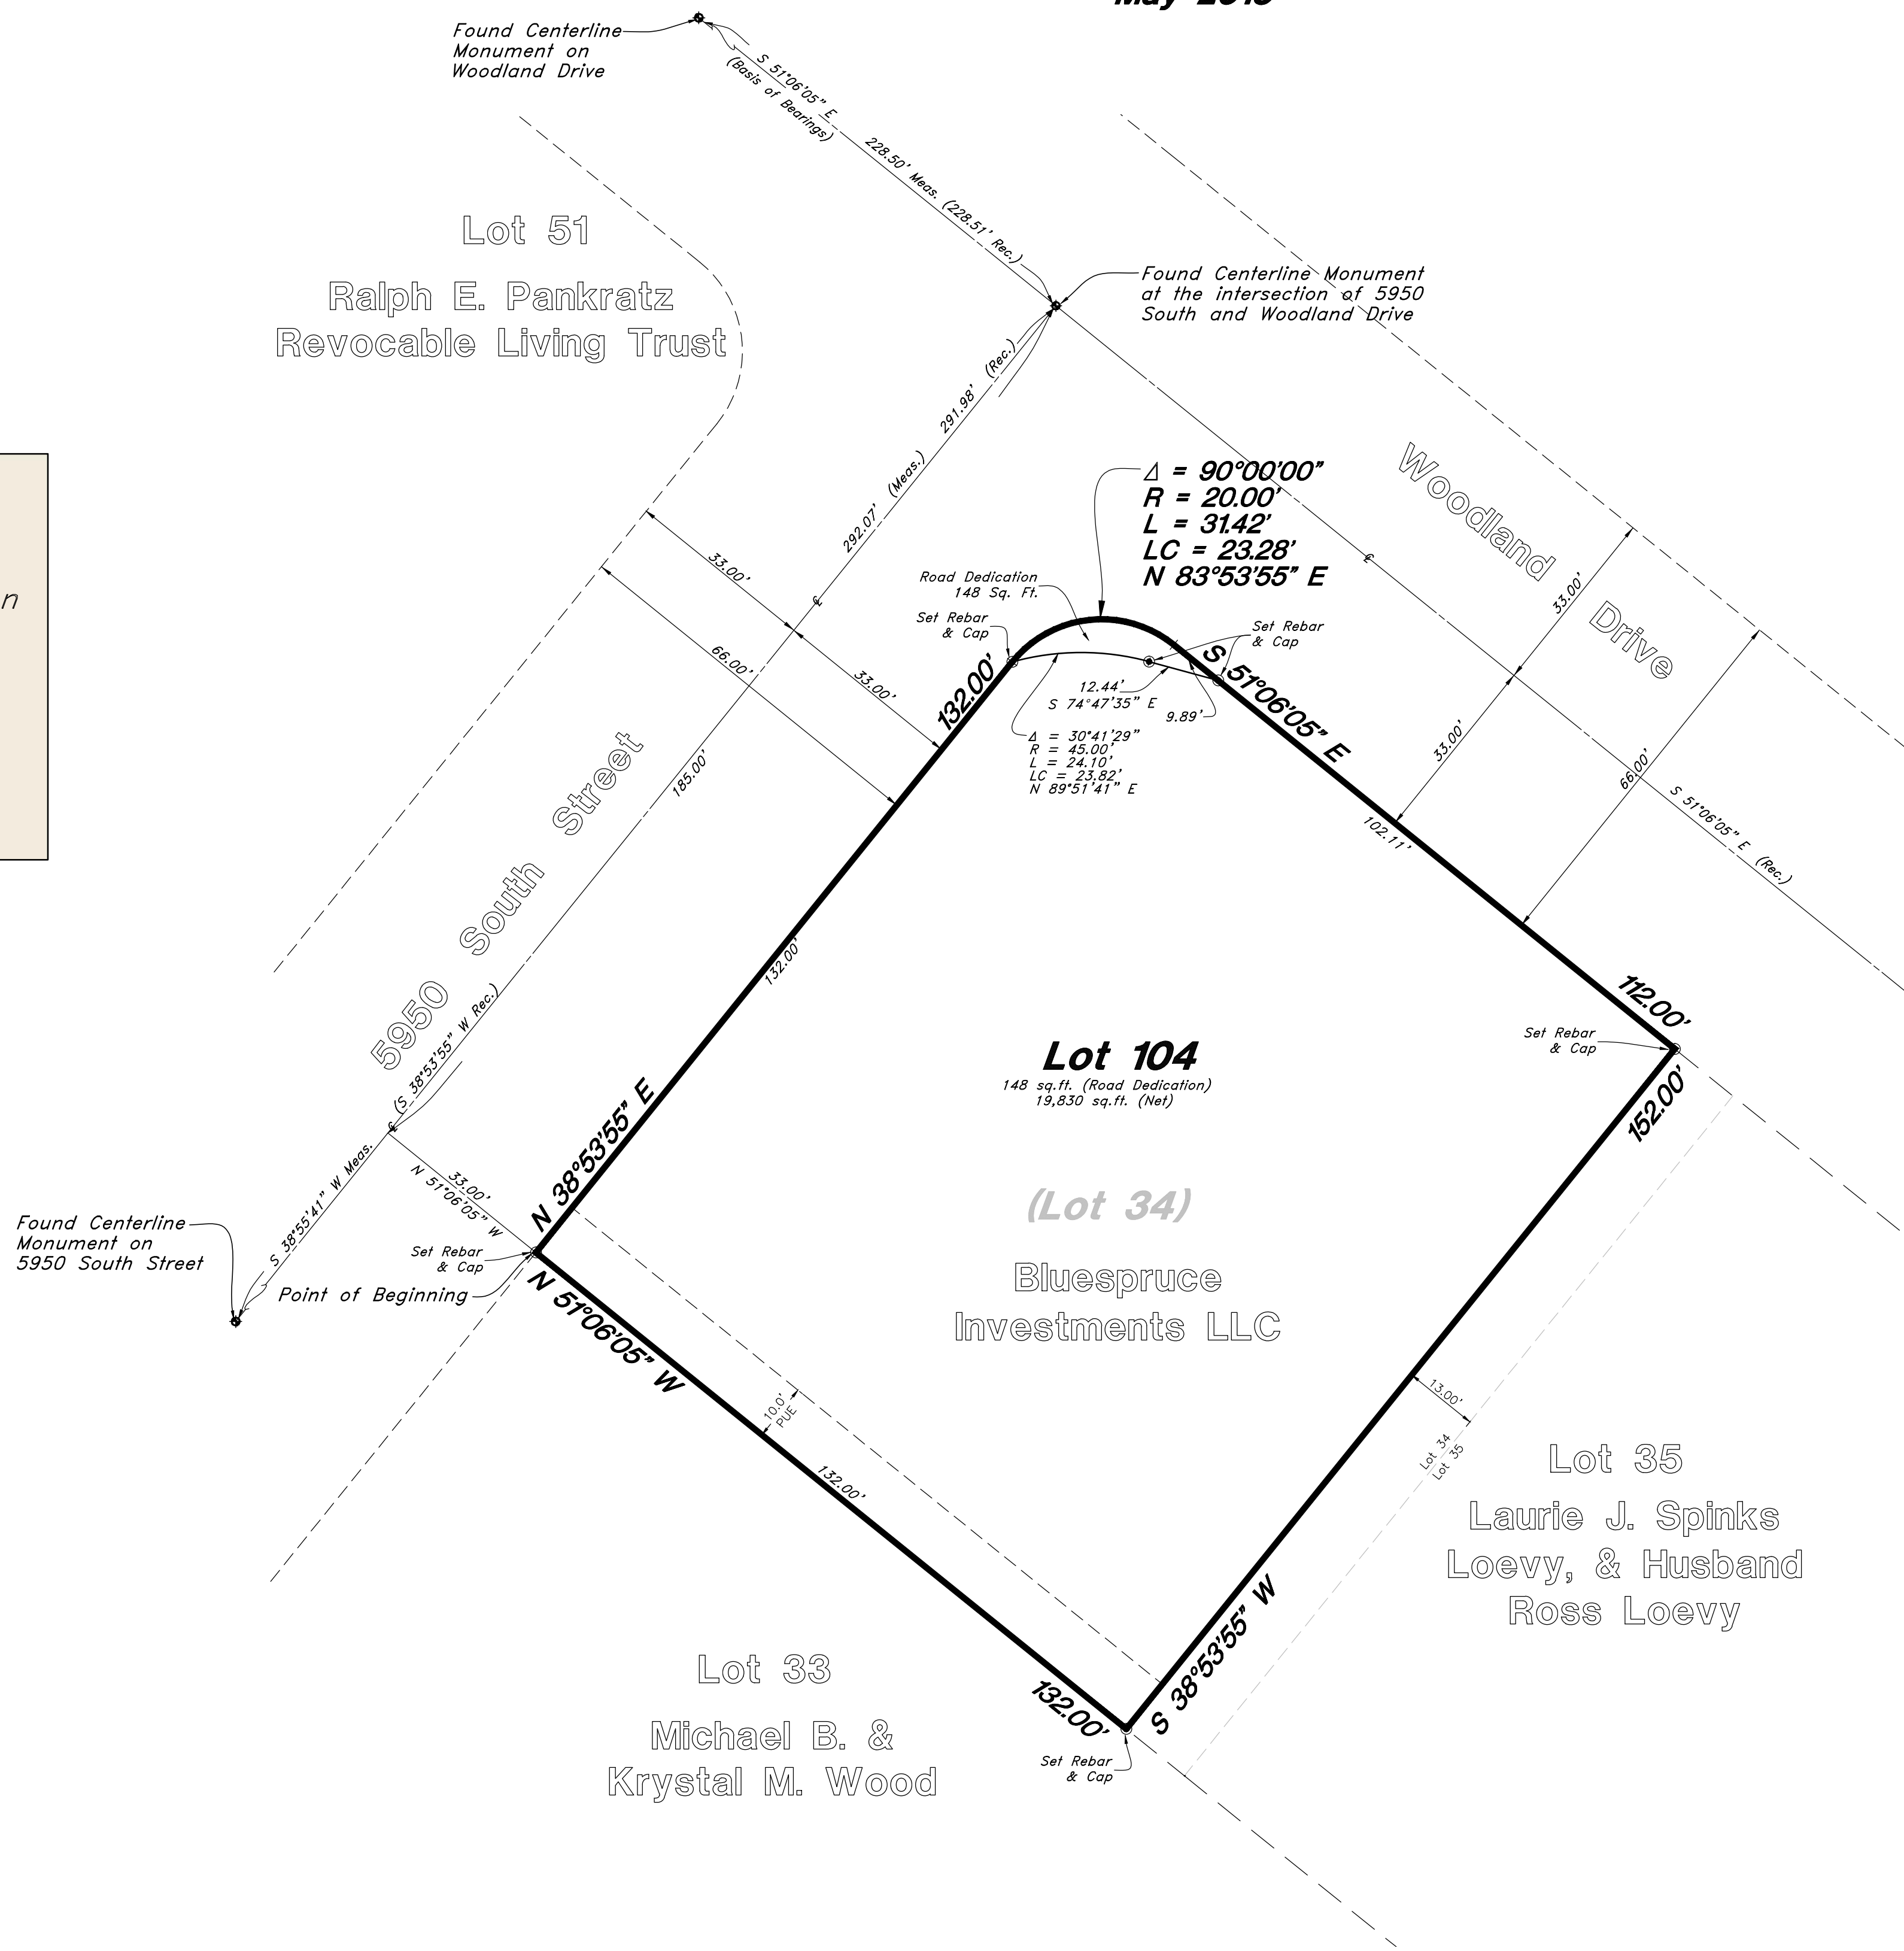 May 2015
Found Centerline
Monument on
Woodland Drive
S 51°06'05" E
(Basis of Bearings)
228.50' Meas. (228.51' Rec.)
Lot 51
Ralph E. Pankratz
Revocable Living Trust
Found Centerline Monument
at the intersection of 5950
South and Woodland Drive
291.98' (Rec.)
292.07' (Meas.)
Δ = 90°00'00"
R = 20.00'
L = 31.42'
LC = 23.28'
N 83°53'55" E
Woodland
Drive
℄
33.00'
33.00'
66.00'
S 51°06'05" E (Rec.)
n
33.00'
℄
66.00'
33.00'
Road Dedication
148 Sq. Ft.
Set Rebar
& Cap
Set Rebar
& Cap
132.00'
S 51°06'05" E
12.44'
S 74°47'35" E
9.89'
Δ = 30°41'29"
R = 45.00'
L = 24.10'
LC = 23.82'
N 89°51'41" E
102.11'
185.00'
5950 South Street
132.00'
(S 38°53'55" W Rec.)
112.00'
Set Rebar
& Cap
152.00'
Lot 104
148 sq.ft. (Road Dedication)
19,830 sq.ft. (Net)
N 38°53'55" E
℄
S 38°55'41" W Meas.
33.00'
N 51°06'05" W
(Lot 34)
Found Centerline
Monument on
5950 South Street
Set Rebar
& Cap
Point of Beginning
Bluespruce
Investments LLC
N 51°06'05" W
10.0'
PUE
132.00'
13.00'
Lot 34
Lot 35
Lot 35
Laurie J. Spinks
Loevy, & Husband
Ross Loevy
S 38°53'55" W
Lot 33
Michael B. &
Krystal M. Wood
132.00'
Set Rebar
& Cap